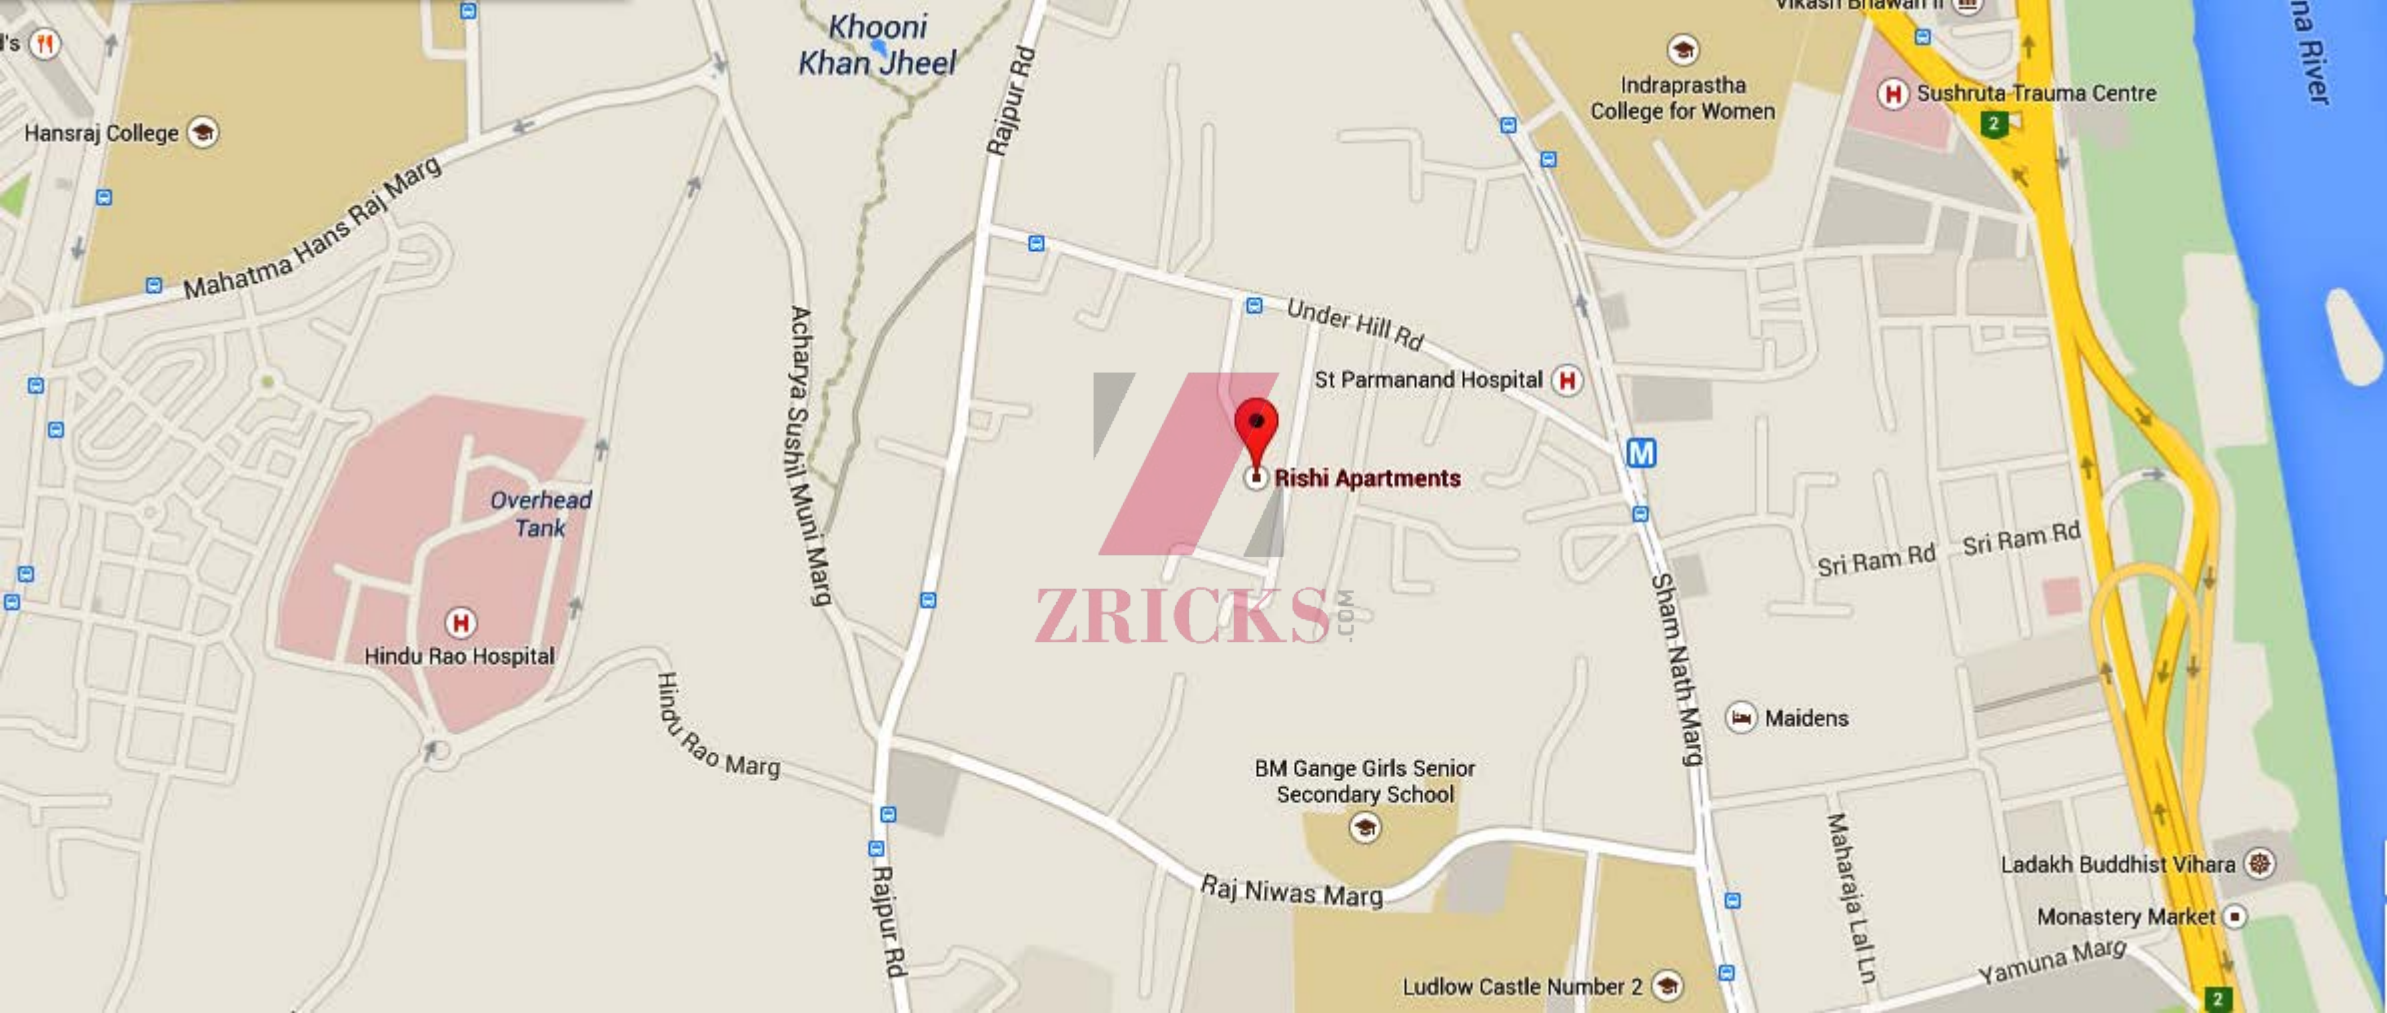 Khooni
Khan Jheel
Rajpur Rd
Vikash Bhawan II
na River
's
Hansraj College
Indraprastha
College for Women
Sushruta Trauma Centre
2
Mahatma Hans Raj Marg
Acharya Sushil Muni Marg
Under Hill Rd
St Parmanand Hospital
M
Rishi Apartments
Overhead
Tank
Sri Ram Rd
Sri Ram Rd
ZRICKS
.COM
Hindu Rao Hospital
Hindu Rao Marg
Sham Nath Marg
Maidens
BM Gange Girls Senior
Secondary School
Raj Niwas Marg
Rajpur Rd
Maharaja Lal Ln
Ladakh Buddhist Vihara
Monastery Market
Yamuna Marg
Ludlow Castle Number 2
2